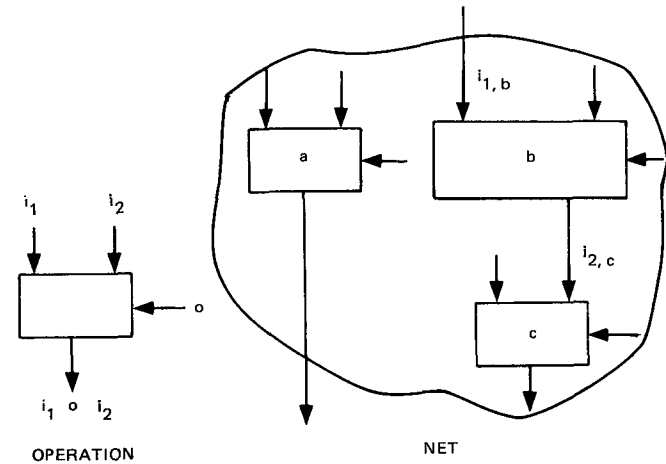 i1, b
a
b
i1
i2
i2, c
o
c
i1 o i2
OPERATION
NET